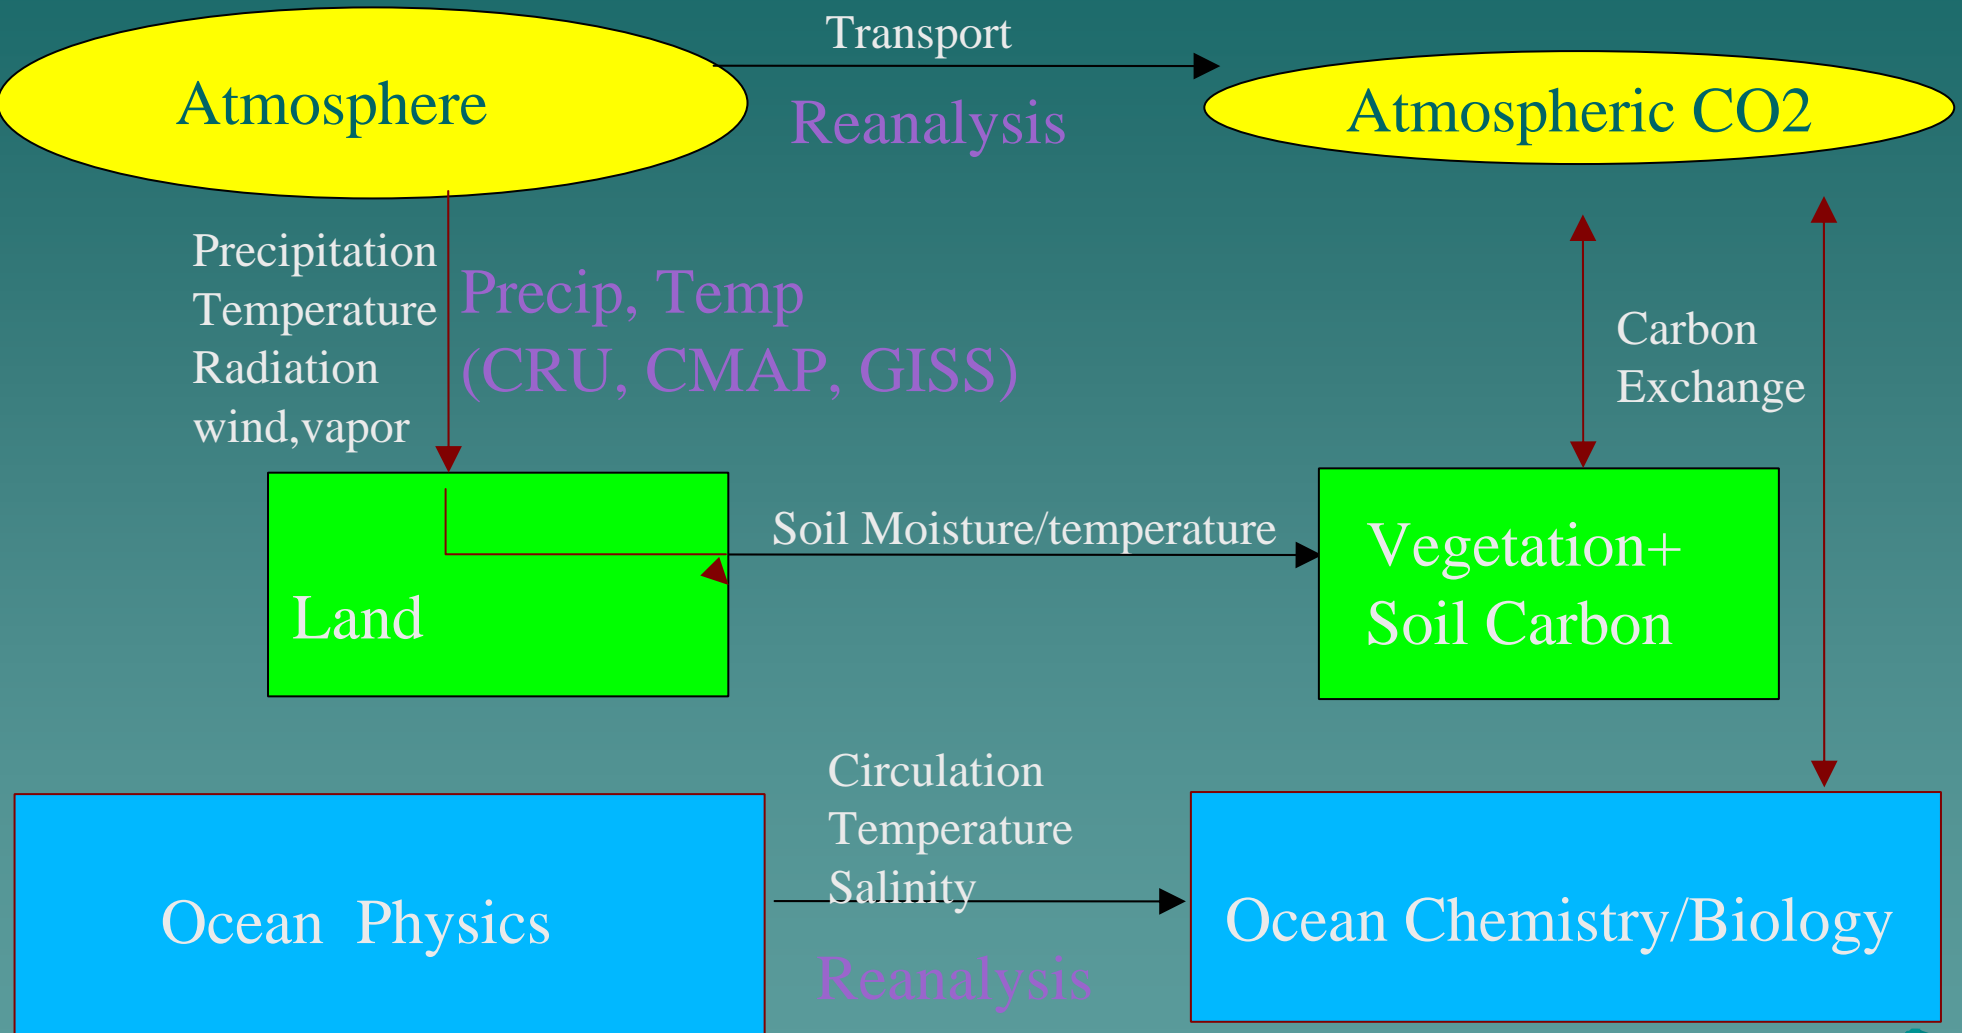 Transport
Atmosphere
Reanalysis
Atmospheric CO2
Precipitation
Temperature
Radiation
wind,vapor
Precip, Temp
(CRU, CMAP, GISS)
Carbon
Exchange
Soil Moisture/temperature
Land
Vegetation+
Soil Carbon
Circulation
Temperature
Salinity
Ocean Physics
Reanalysis
Ocean Chemistry/Biology